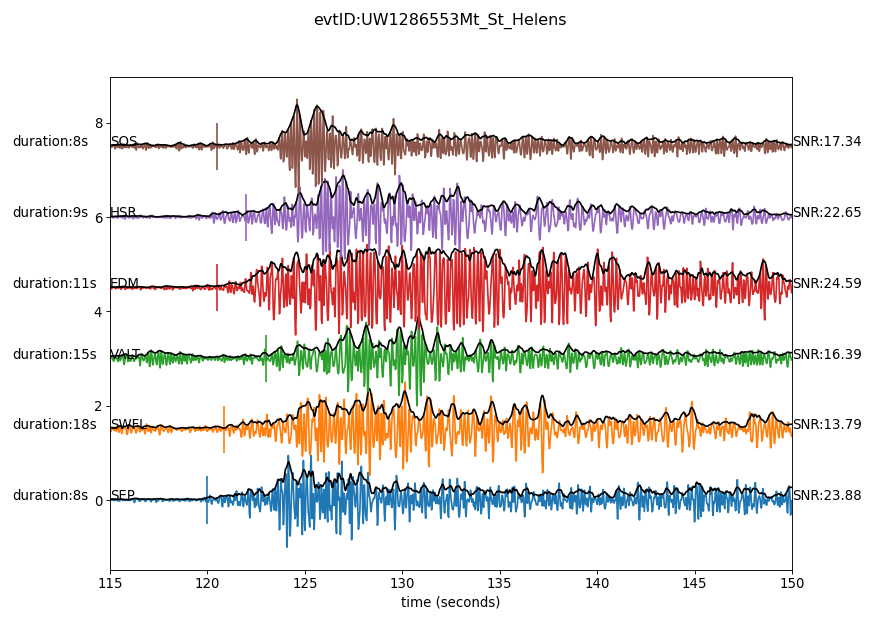 evtID:UW1286553Mt_St_Helens
8
duration:8s SOS SNR:17.34
duration:9s HSR SNR:22.65
6
duration:11s EDM SNR:24.59
4
duration:15s VALT SNR:16.39
2
duration:18s SWFL SNR:13.79
duration:8s SEP SNR:23.88
0
115 120 125 130 135 140 145 150
time (seconds)